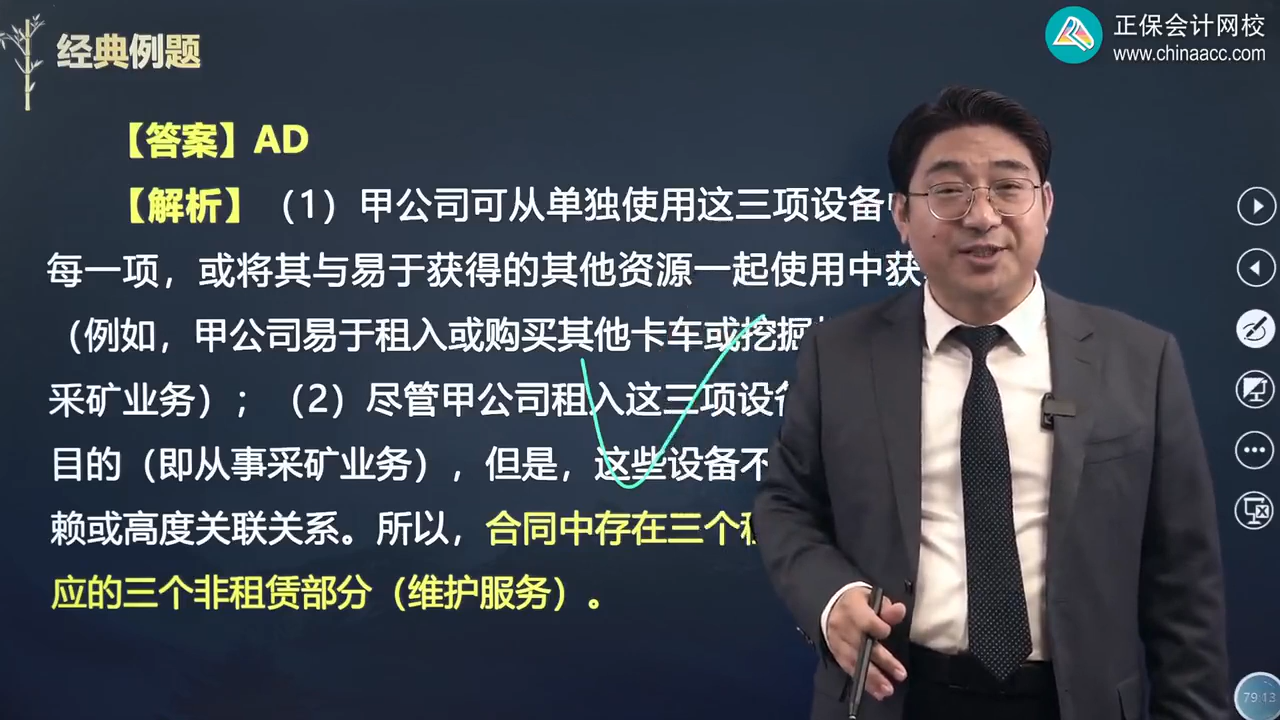 经典例题
正保会计网校
www.chinaacc.com
【答案】AD
【解析】（1）甲公司可从单独使用这三项设备
每一项，或将其与易于获得的其他资源一起使用中获
（例如，甲公司易于租入或购买其他卡车或挖掘
采矿业务）；（2）尽管甲公司租入这三项设
目的（即从事采矿业务），但是，这些设备不
赖或高度关联关系。所以，合同中存在三个
应的三个非租赁部分（维护服务）。
79:13